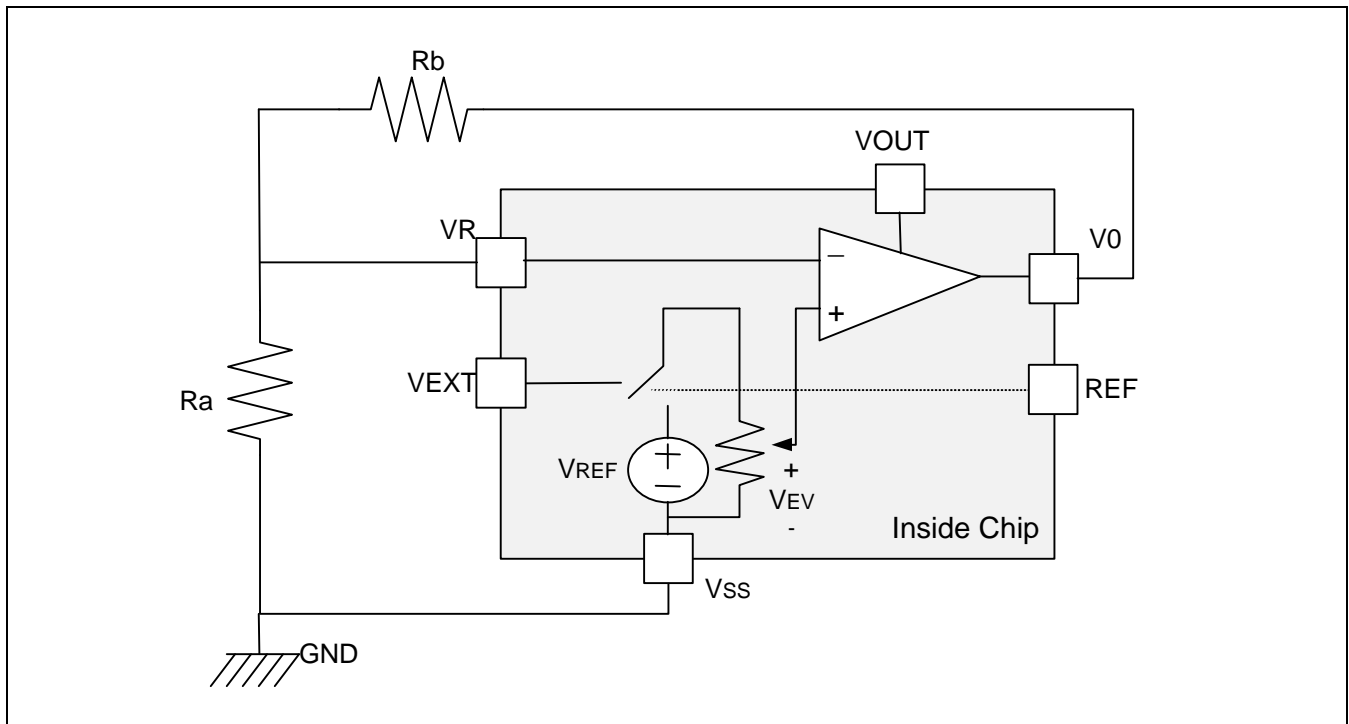 Rb
VOUT
VR
V0
−
+
VEXT
REF
Ra
+
−
VREF
+
VEV
-
Inside Chip
VSS
GND